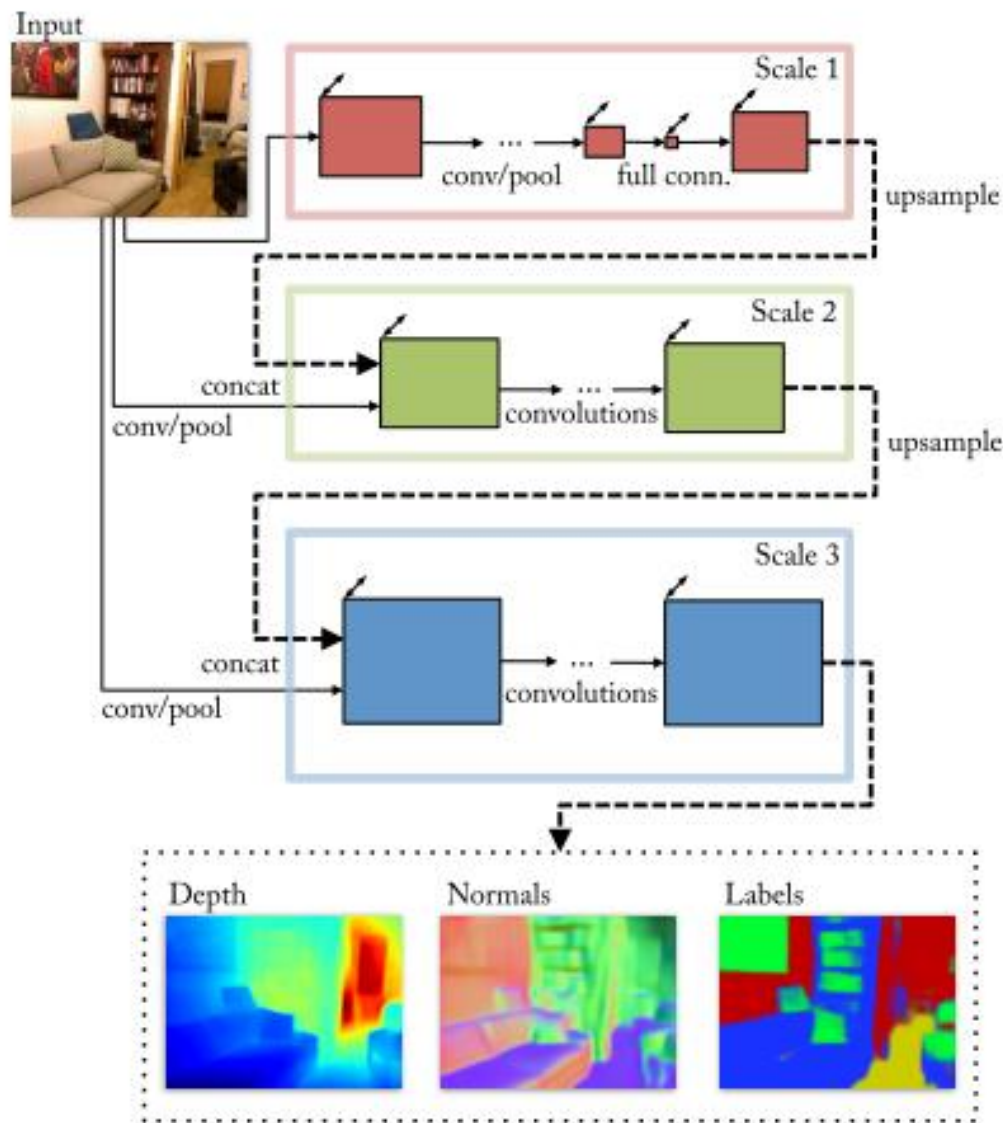 Input
Scale 1
...
conv/pool
full conn.
upsample
Scale 2
concat
...
convolutions
conv/pool
upsample
Scale 3
concat
...
convolutions
conv/pool
Depth
Normals
Labels